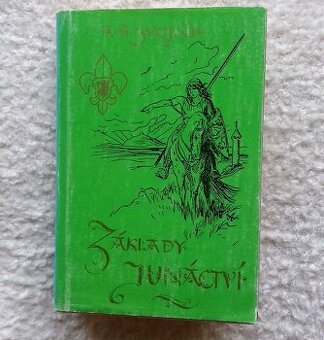 A. B. SVOJSÍK
ZÁKLADY
JUNÁCTVÍ